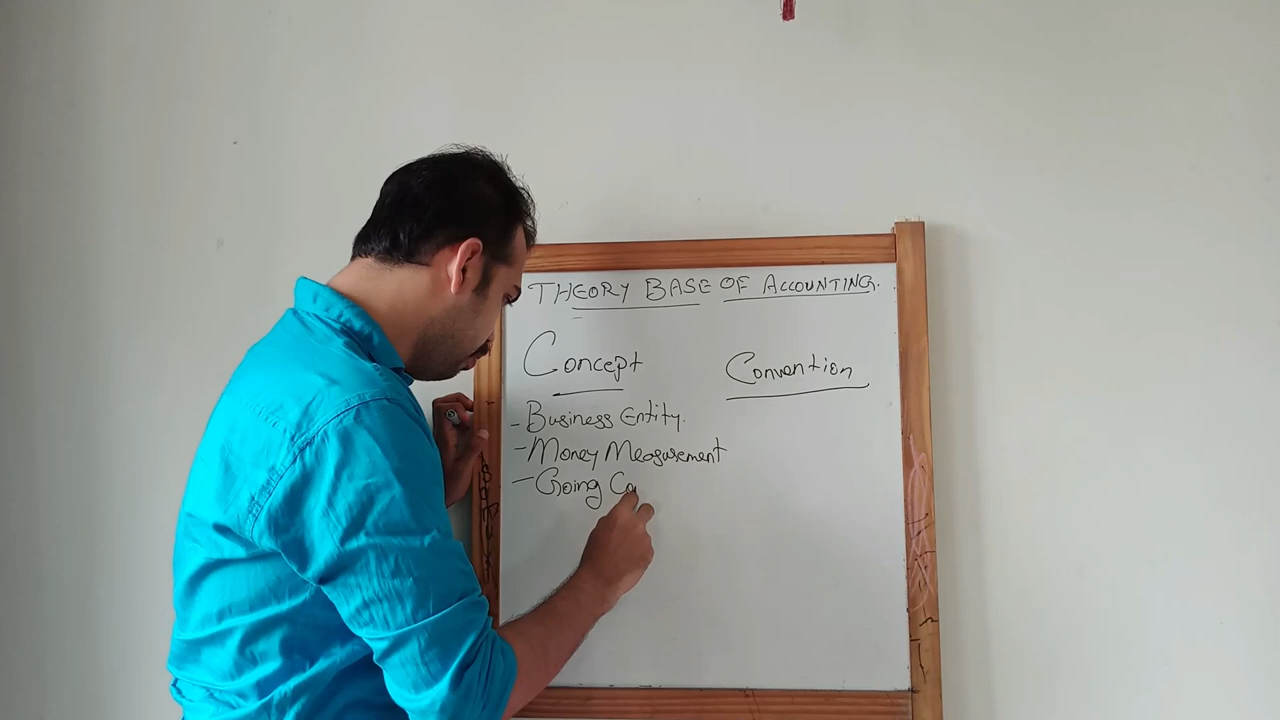 THEORY BASE OF ACCOUNTING.
Concept
Convention
- Business Entity.
- Money Measurement
- Going Co